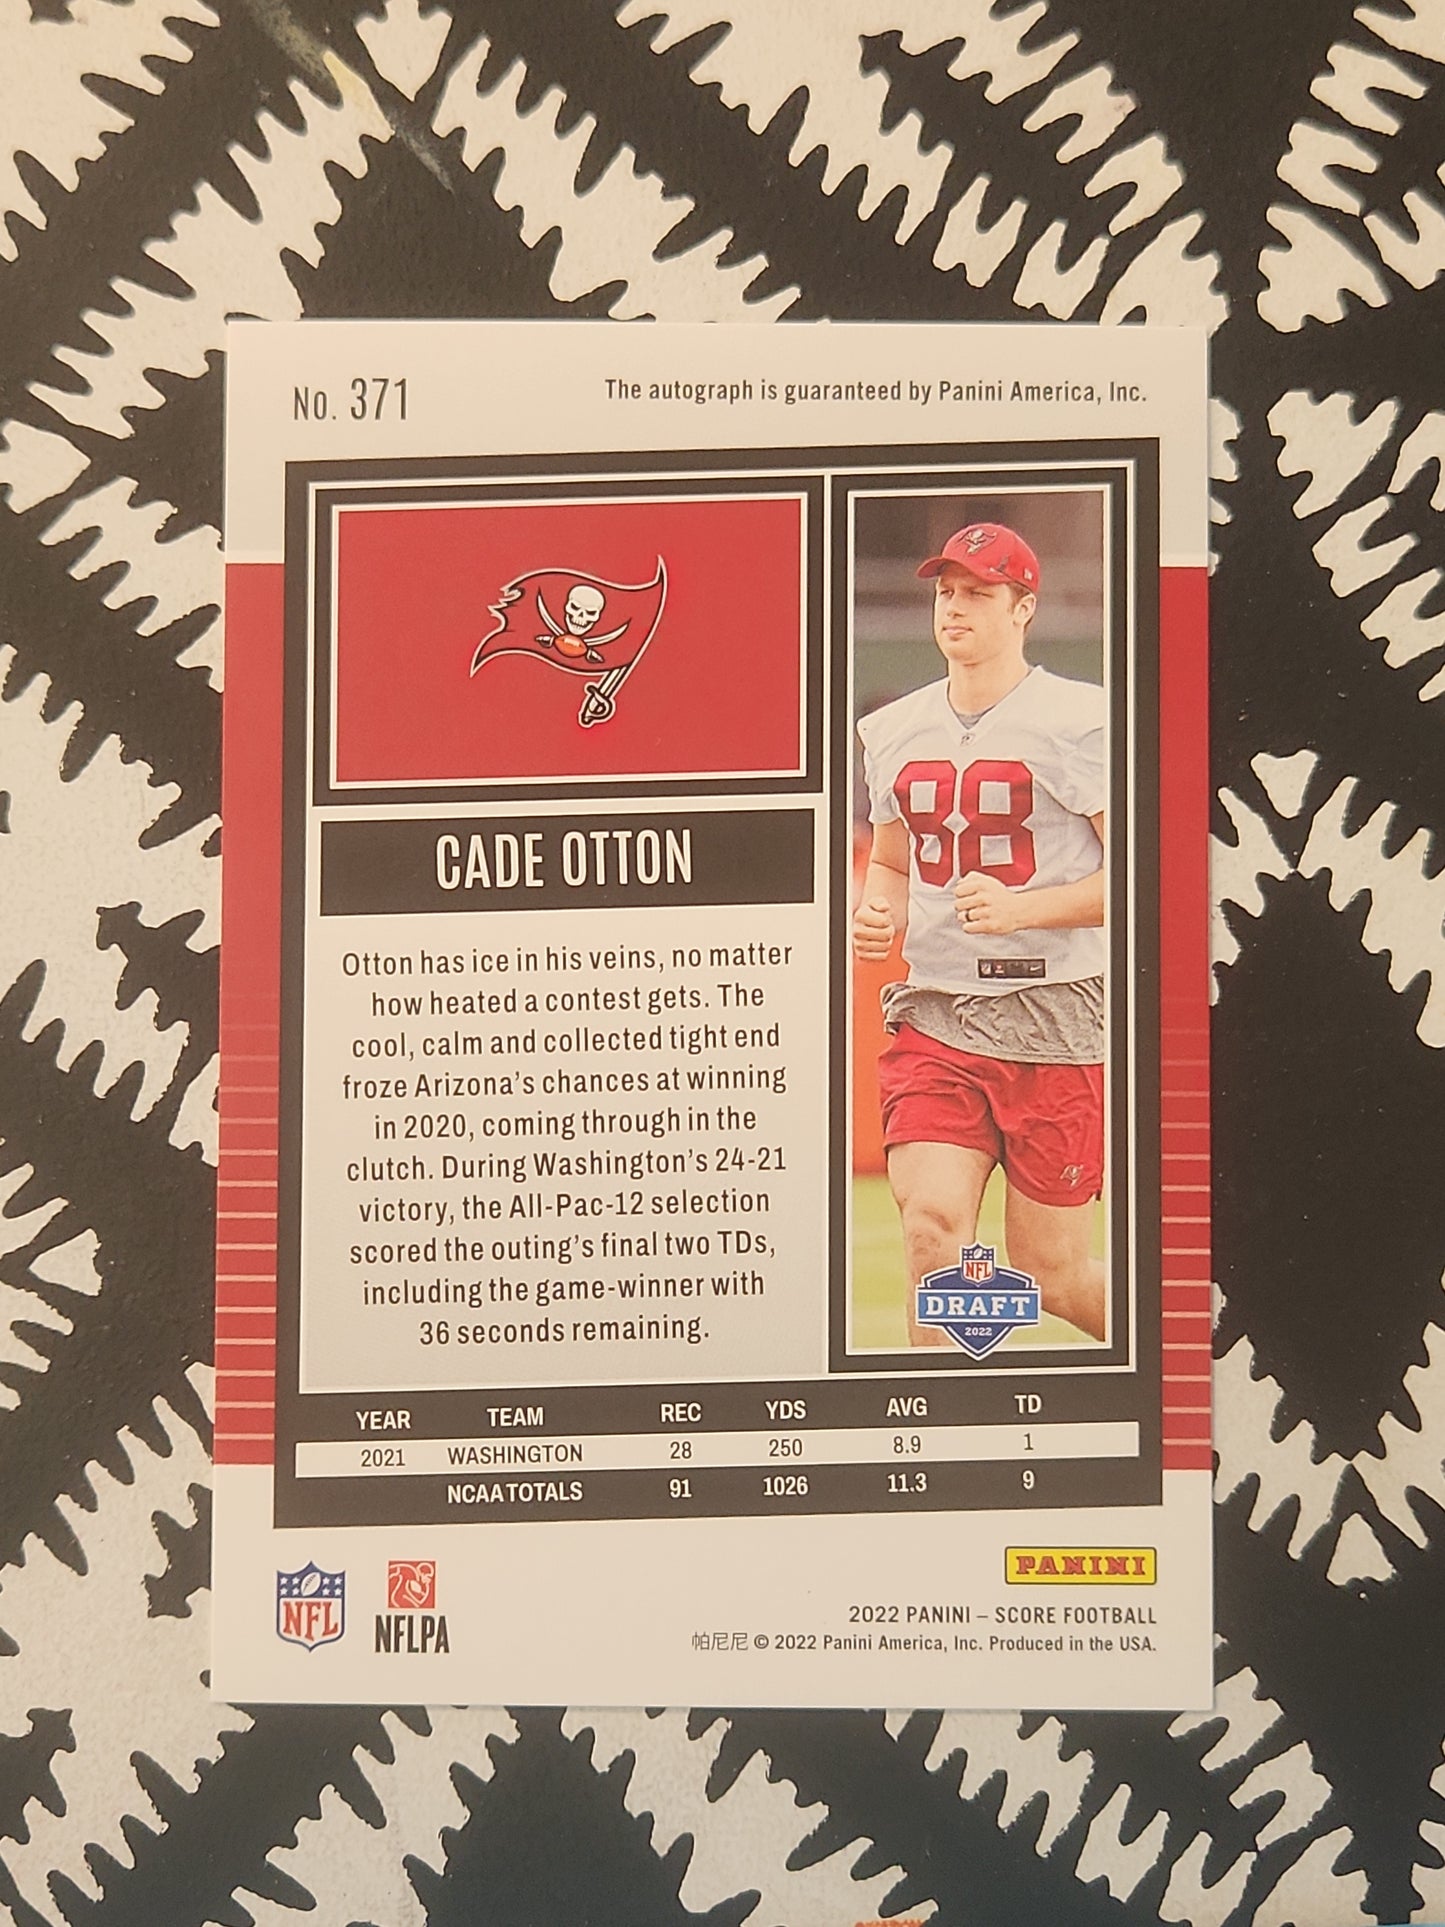 No. 371
The autograph is guaranteed by Panini America, Inc.
CADE OTTON
Otton has ice in his veins, no matter
how heated a contest gets. The
cool, calm and collected tight end
froze Arizona's chances at winning
in 2020, coming through in the
clutch. During Washington's 24-21
victory, the All-Pac-12 selection
scored the outing's final two TDs,
including the game-winner with
36 seconds remaining.
88
NFL
DRAFT
2022
YEAR TEAM REC YDS AVG TD
2021 WASHINGTON 28 250 8.9 1
NCAA TOTALS 91 1026 11.3 9
NFL
NFLPA
PANINI
2022 PANINI – SCORE FOOTBALL
帕尼尼 © 2022 Panini America, Inc. Produced in the USA.